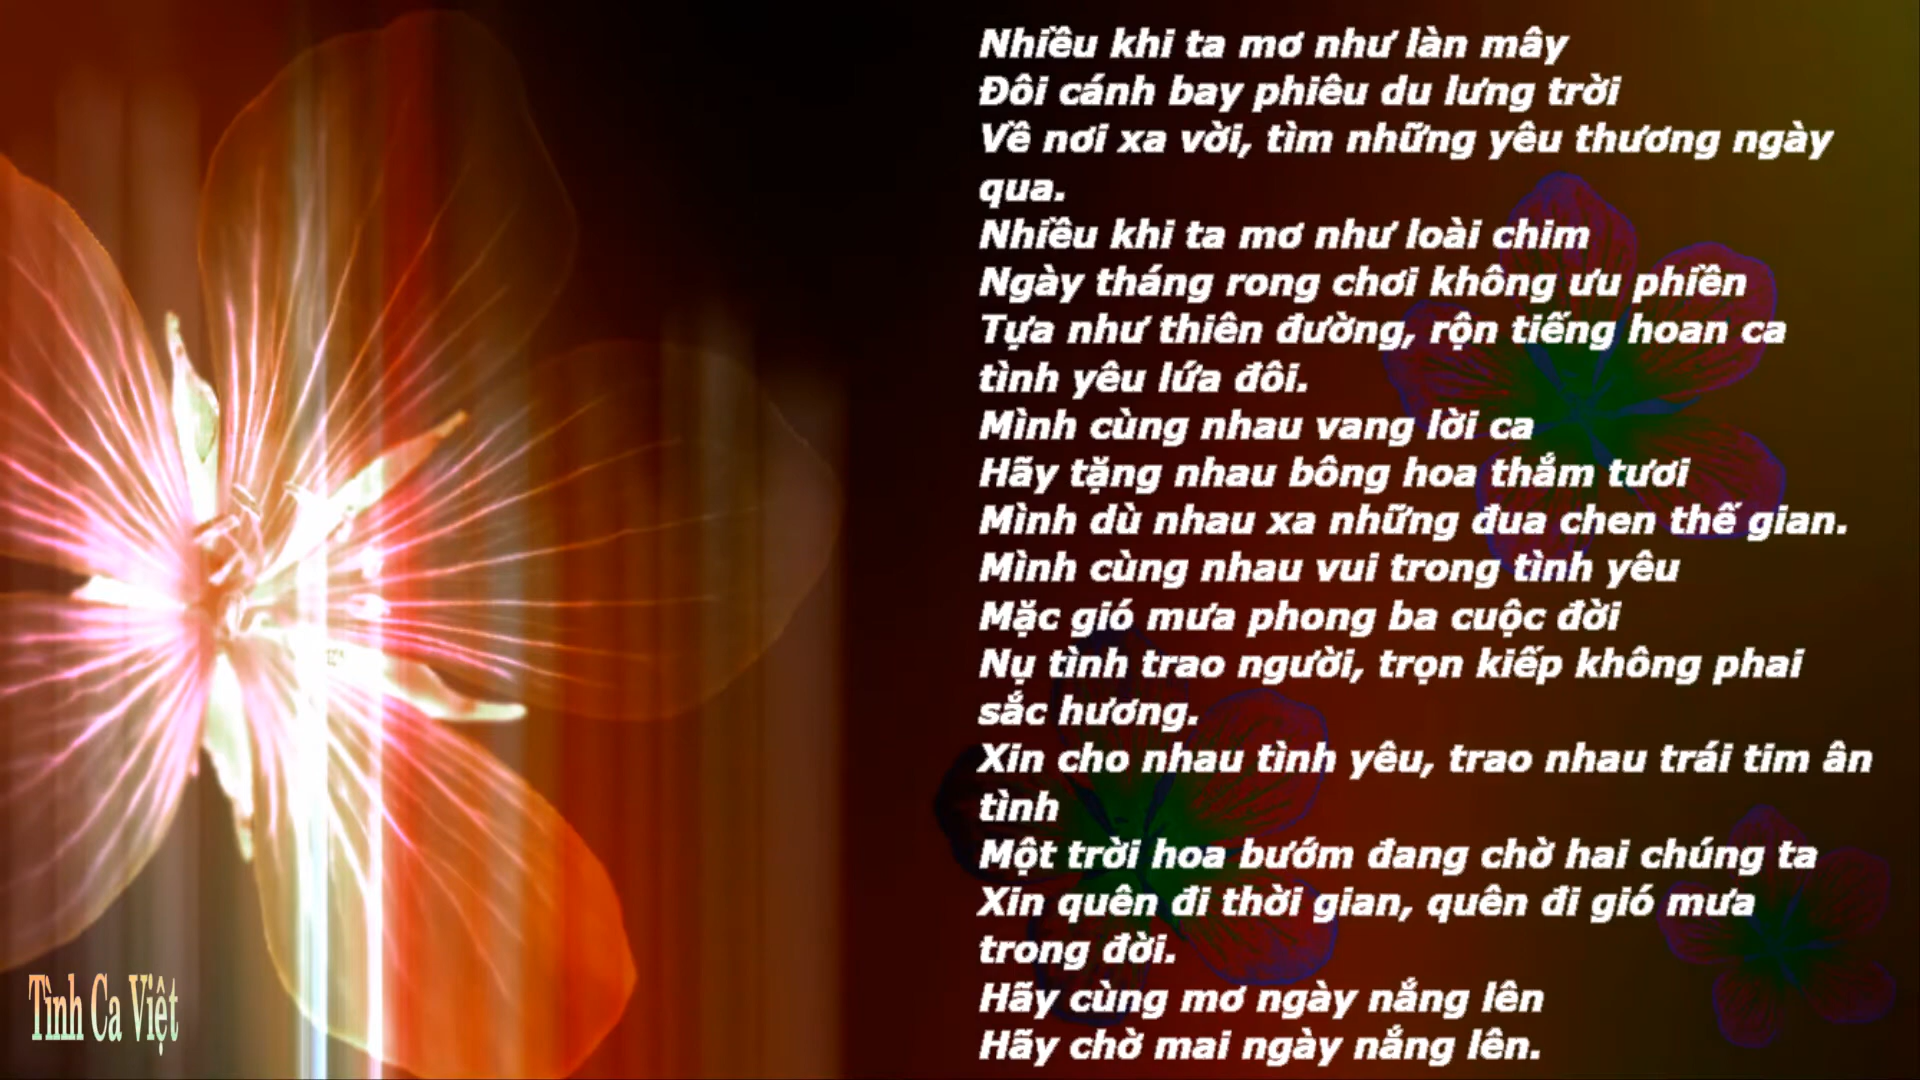 Nhiều khi ta mơ như làn mây
Đôi cánh bay phiêu du lưng trời
Về nơi xa vời, tìm những yêu thương ngày
qua.
Nhiều khi ta mơ như loài chim
Ngày tháng rong chơi không ưu phiền
Tựa như thiên đường, rộn tiếng hoan ca
tình yêu lứa đôi.
Mình cùng nhau vang lời ca
Hãy tặng nhau bông hoa thắm tươi
Mình dù nhau xa những đua chen thế gian.
Mình cùng nhau vui trong tình yêu
Mặc gió mưa phong ba cuộc đời
Nụ tình trao người, trọn kiếp không phai
sắc hương.
Xin cho nhau tình yêu, trao nhau trái tim ân
tình
Một trời hoa bướm đang chờ hai chúng ta
Xin quên đi thời gian, quên đi gió mưa
trong đời.
Hãy cùng mơ ngày nắng lên
Hãy chờ mai ngày nắng lên.
Tình Ca Việt